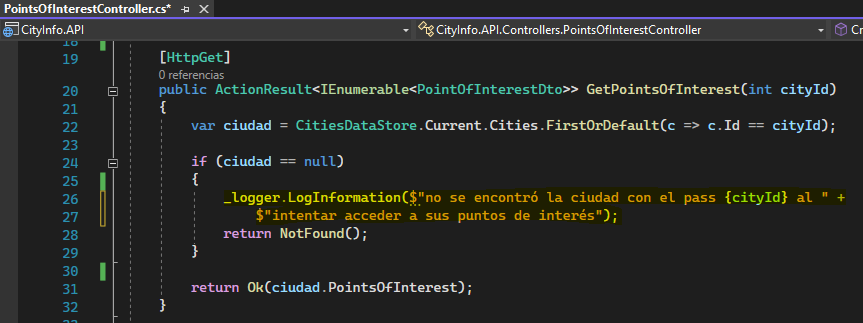 PointsOfInterestController.cs*
CityInfo.API
CityInfo.API.Controllers.PointsOfInterestController
Cr
18
19 [HttpGet]
0 referencias
20 public ActionResult<IEnumerable<PointOfInterestDto>> GetPointsOfInterest(int cityId)
21 {
22 var ciudad = CitiesDataStore.Current.Cities.FirstOrDefault(c => c.Id == cityId);
23
24 if (ciudad == null)
25 {
26 _logger.LogInformation($"no se encontró la ciudad con el pass {cityId} al " +
27 $"intentar acceder a sus puntos de interés");
28 return NotFound();
29 }
30
31 return Ok(ciudad.PointsOfInterest);
32 }
33